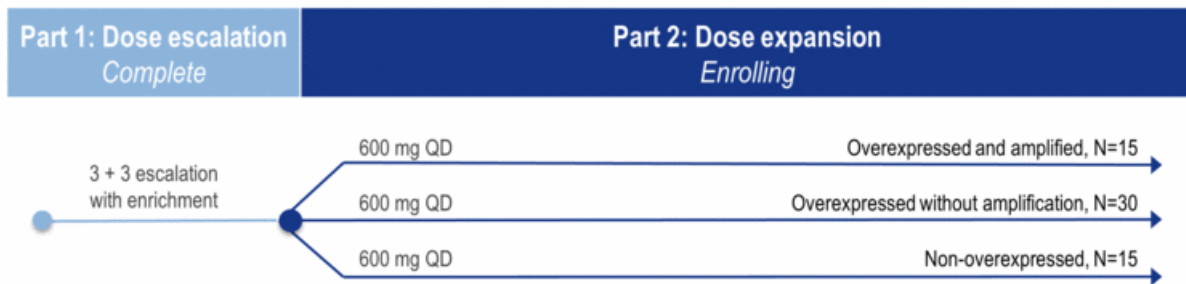 Part 1: Dose escalation
Complete
Part 2: Dose expansion
Enrolling
3 + 3 escalation
with enrichment
600 mg QD
Overexpressed and amplified, N=15
600 mg QD
Overexpressed without amplification, N=30
600 mg QD
Non-overexpressed, N=15